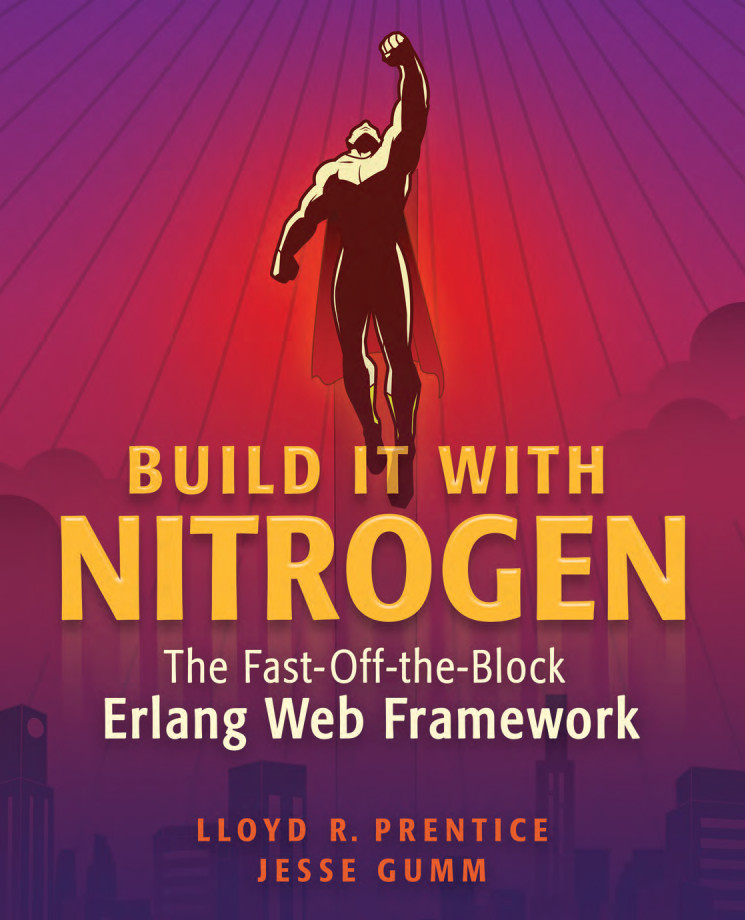 BUILD IT WITH
NITROGEN
The Fast-Off-the-Block
Erlang Web Framework
LLOYD R. PRENTICE
JESSE GUMM